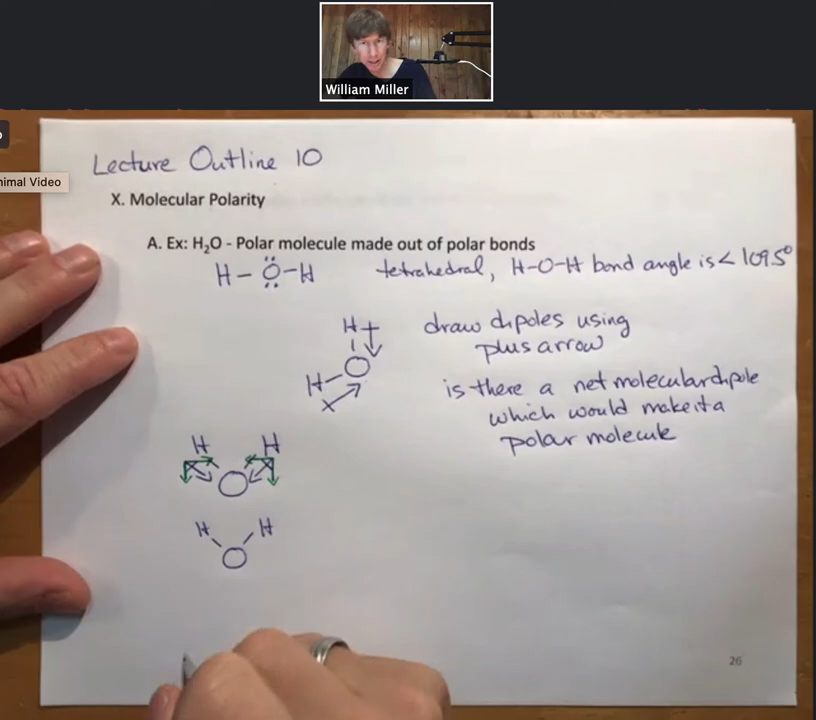 William Miller
nimal Video
Lecture Outline 10
X. Molecular Polarity
A. Ex: H₂O - Polar molecule made out of polar bonds
H-Ö-H tetrahedral, H-O-H bond angle is < 109.5°
H
draw dipoles using
plus arrow
H-O
is there a net molecular dipole
which would make it a
polar molecule
H H
O
H H
O
26